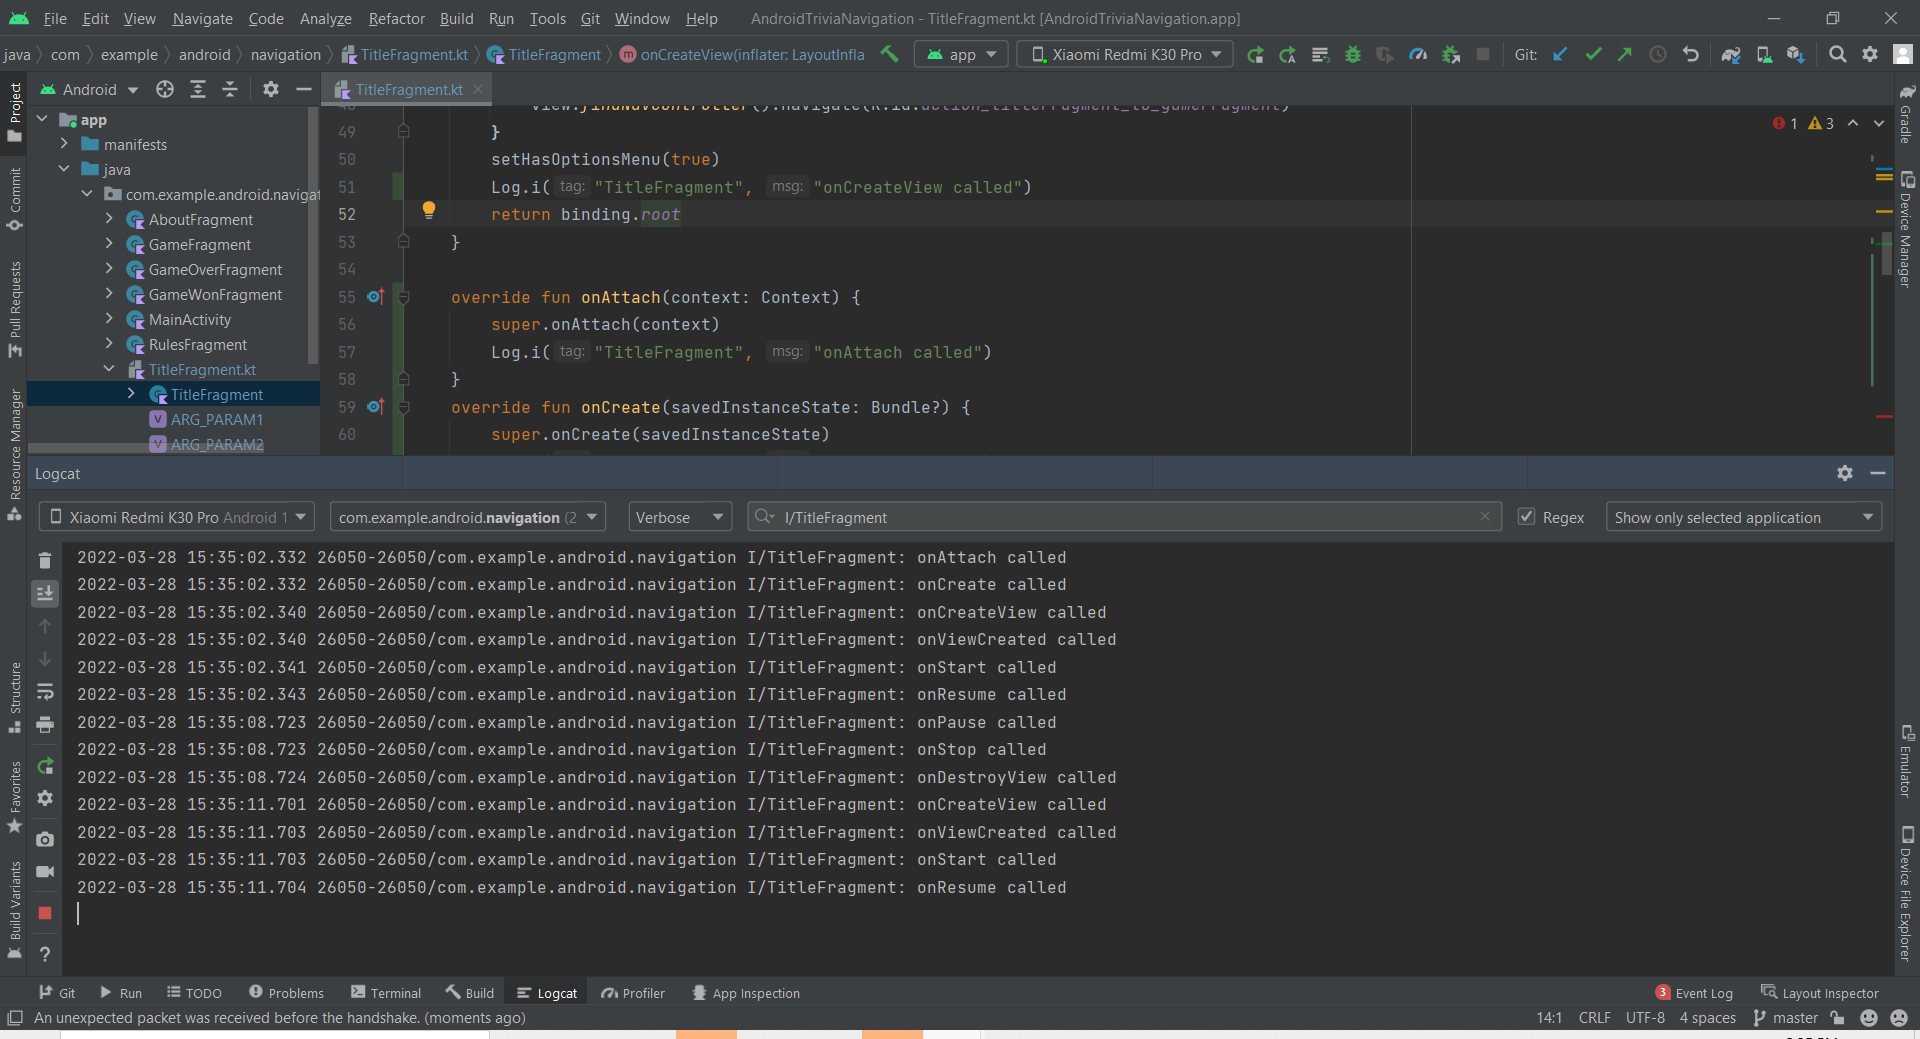 File Edit View Navigate Code Analyze Refactor Build Run Tools Git Window Help AndroidTriviaNavigation - TitleFragment.kt [AndroidTriviaNavigation.app]
java com example android navigation TitleFragment.kt TitleFragment onCreateView(inflater: LayoutInfla app Xiaomi Redmi K30 Pro Git:
Android
TitleFragment.kt
app
manifests
java
com.example.android.navigat
AboutFragment
GameFragment
GameOverFragment
GameWonFragment
MainActivity
RulesFragment
TitleFragment.kt
TitleFragment
ARG_PARAM1
ARG_PARAM2
view.findNavController().navigate(R.id.action_titleFragment_to_gameFragment)
1 3
49 }
50 setHasOptionsMenu(true)
51 Log.i( tag: "TitleFragment", msg: "onCreateView called")
52 return binding.root
53 }
54
55 override fun onAttach(context: Context) {
56 super.onAttach(context)
57 Log.i( tag: "TitleFragment", msg: "onAttach called")
58 }
59 override fun onCreate(savedInstanceState: Bundle?) {
60 super.onCreate(savedInstanceState)
Logcat
Xiaomi Redmi K30 Pro Android 1 com.example.android.navigation (2 Verbose I/TitleFragment Regex Show only selected application
2022-03-28 15:35:02.332 26050-26050/com.example.android.navigation I/TitleFragment: onAttach called
2022-03-28 15:35:02.332 26050-26050/com.example.android.navigation I/TitleFragment: onCreate called
2022-03-28 15:35:02.340 26050-26050/com.example.android.navigation I/TitleFragment: onCreateView called
2022-03-28 15:35:02.340 26050-26050/com.example.android.navigation I/TitleFragment: onViewCreated called
2022-03-28 15:35:02.341 26050-26050/com.example.android.navigation I/TitleFragment: onStart called
2022-03-28 15:35:02.343 26050-26050/com.example.android.navigation I/TitleFragment: onResume called
2022-03-28 15:35:08.723 26050-26050/com.example.android.navigation I/TitleFragment: onPause called
2022-03-28 15:35:08.723 26050-26050/com.example.android.navigation I/TitleFragment: onStop called
2022-03-28 15:35:08.724 26050-26050/com.example.android.navigation I/TitleFragment: onDestroyView called
2022-03-28 15:35:11.701 26050-26050/com.example.android.navigation I/TitleFragment: onCreateView called
2022-03-28 15:35:11.703 26050-26050/com.example.android.navigation I/TitleFragment: onViewCreated called
2022-03-28 15:35:11.703 26050-26050/com.example.android.navigation I/TitleFragment: onStart called
2022-03-28 15:35:11.704 26050-26050/com.example.android.navigation I/TitleFragment: onResume called
Project
Commit
Pull Requests
Resource Manager
Structure
Favorites
Build Variants
Gradle
Device Manager
Emulator
Device File Explorer
Git Run TODO Problems Terminal Build Logcat Profiler App Inspection 3 Event Log Layout Inspector
An unexpected packet was received before the handshake. (moments ago) 14:1 CRLF UTF-8 4 spaces master